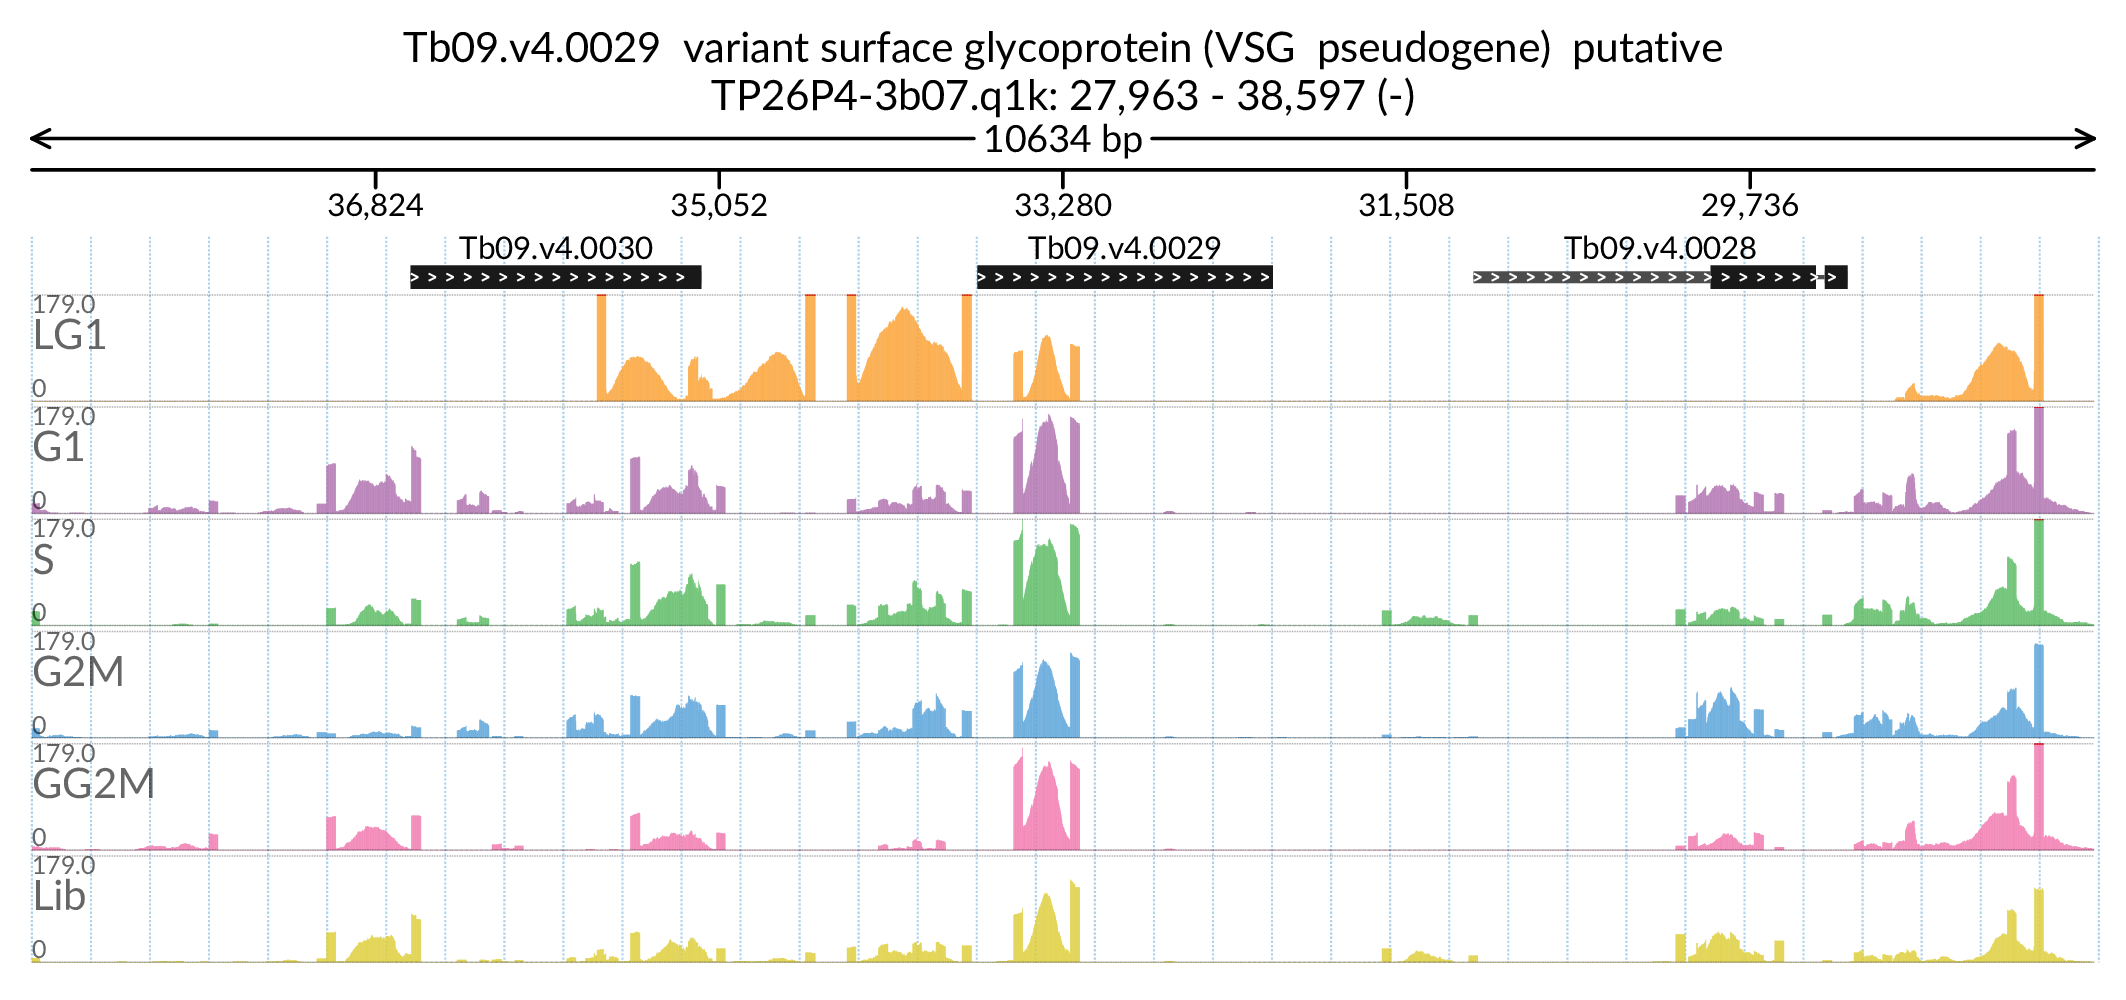 Tb09.v4.0029  variant surface glycoprotein (VSG  pseudogene)  putative
TP26P4-3b07.q1k: 27,963 - 38,597 (-)
10634 bp
36,824 35,052 33,280 31,508 29,736
Tb09.v4.0030 Tb09.v4.0029 Tb09.v4.0028
179.0
LG1
0
179.0
G1
0
179.0
S
0
179.0
G2M
0
179.0
GG2M
0
179.0
Lib
0